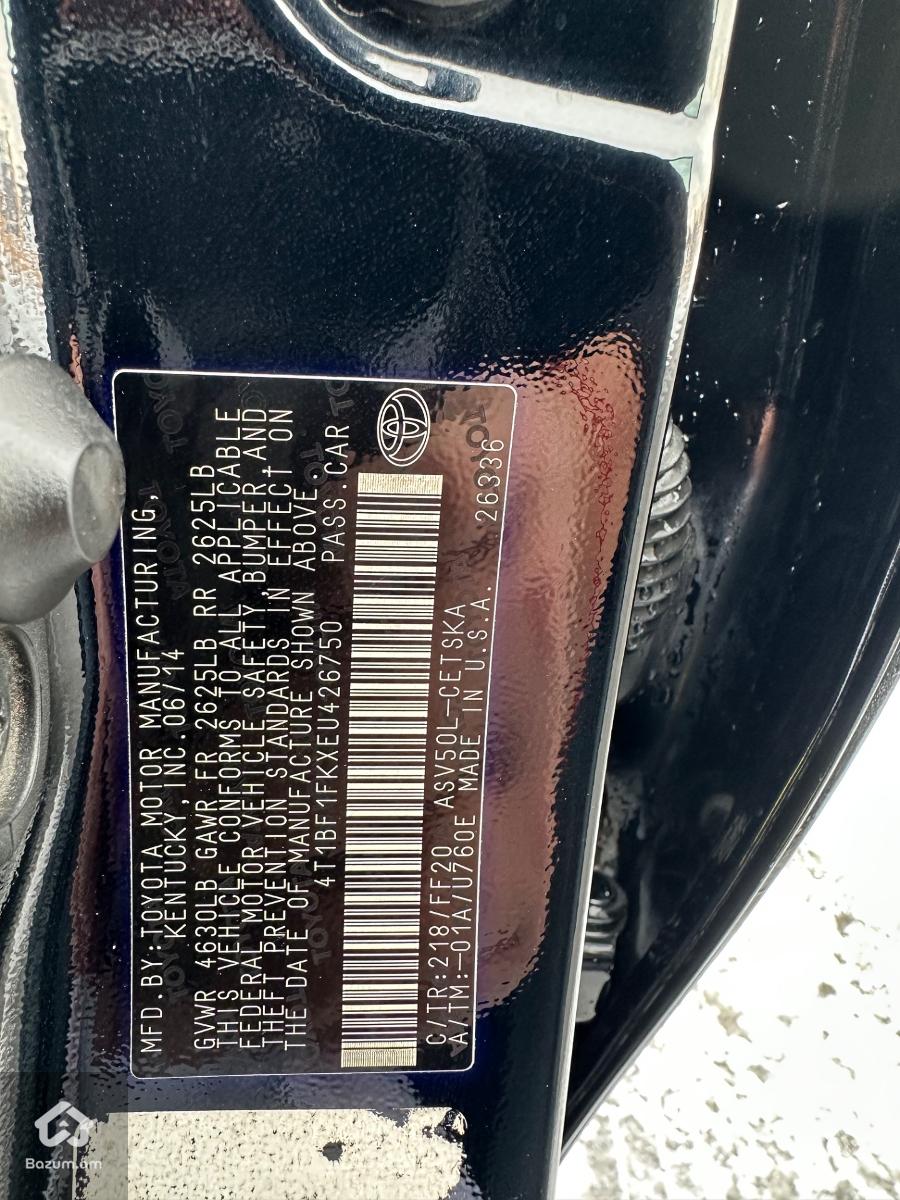 MFD.BY:TOYOTA MOTOR MANUFACTURING,
KENTUCKY,INC.06/14
GVWR 4630LB GAWR FR 2625LB RR 2625LB
THIS VEHICLE CONFORMS TO ALL APPLICABLE
FEDERAL MOTOR VEHICLE SAFETY,BUMPER,AND
THEFT PREVENTION STANDARDS IN EFFECT ON
THE DATE OF MANUFACTURE SHOWN ABOVE.
4T1BF1FKXEU426750 PASS.CAR
C/TR:218/FF20 ASV50L-CETSKA
A/TM:-01A/U760E MADE IN U.S.A. 26336
Bazum.am